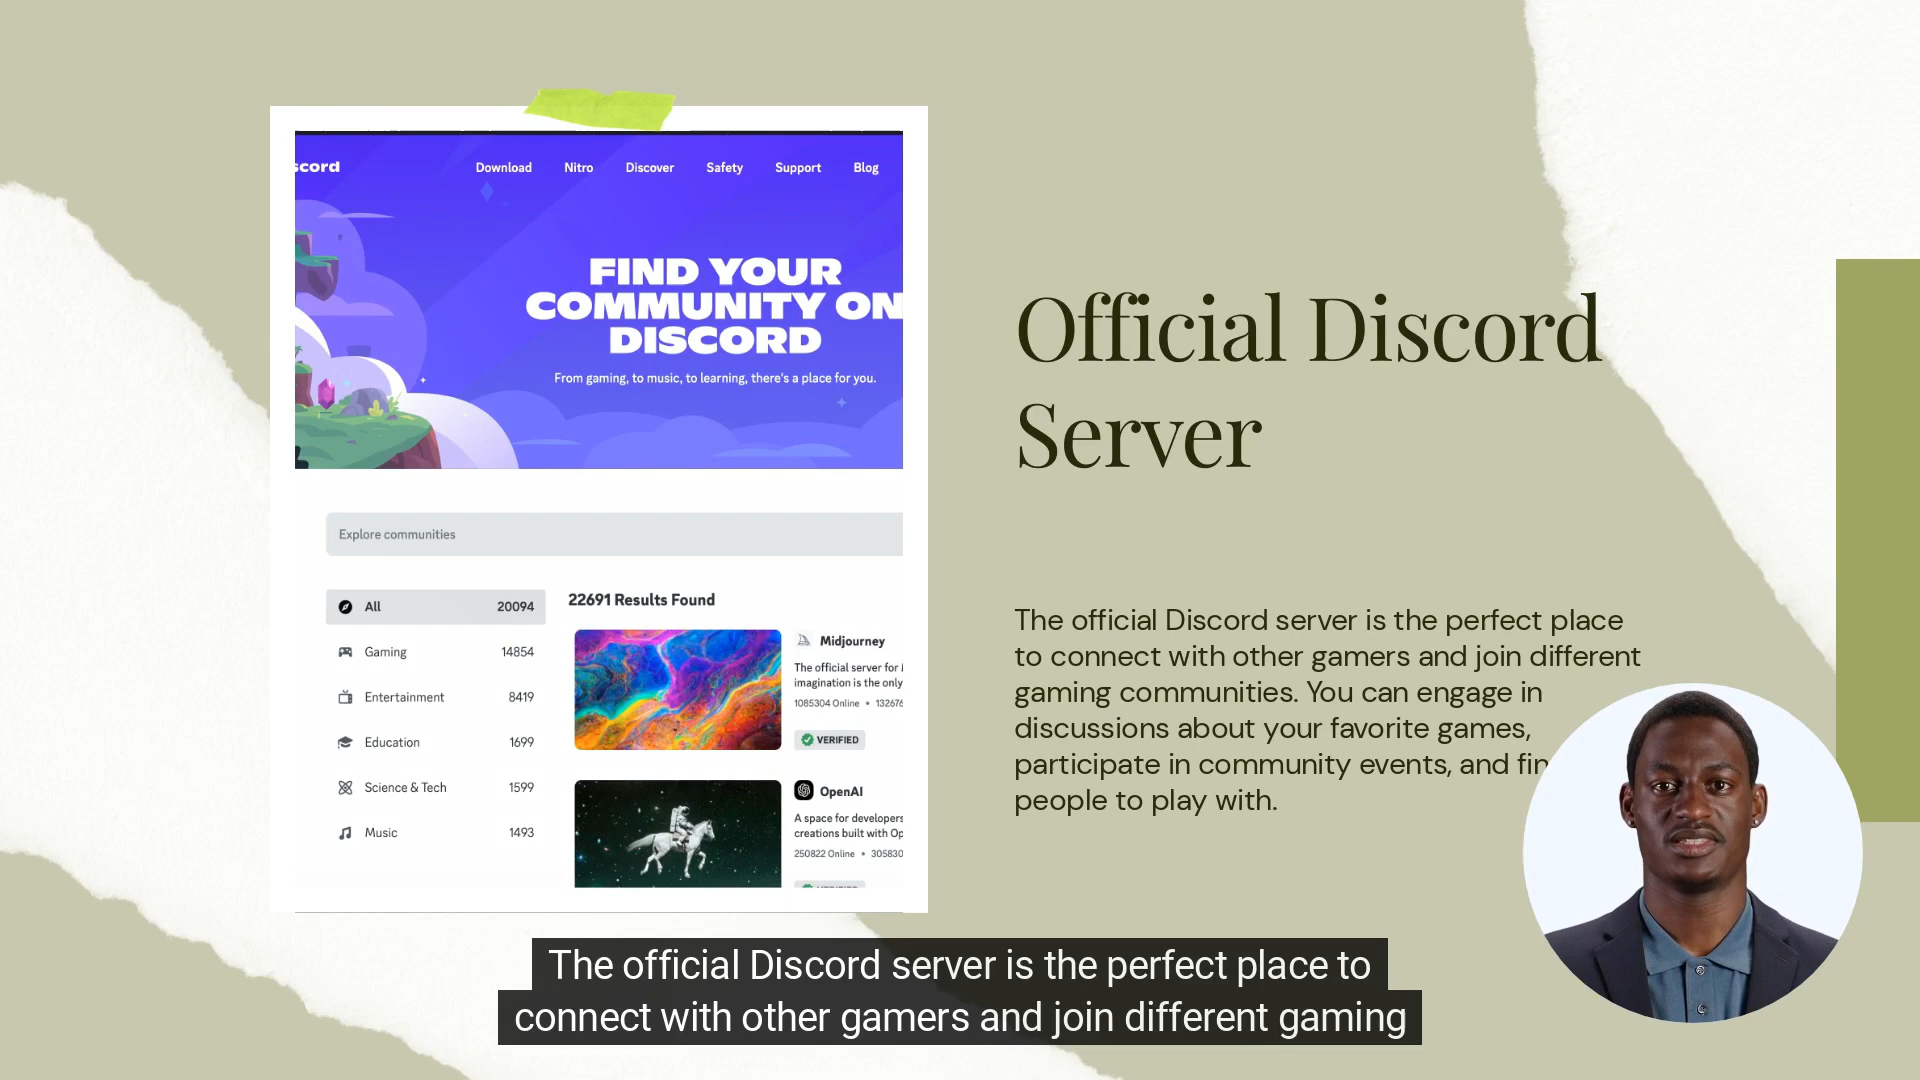 scord
Download Nitro Discover Safety Support Blog
FIND YOUR
COMMUNITY ON
DISCORD
From gaming, to music, to learning, there's a place for you.
Explore communities
All 20094
Gaming 14854
Entertainment 8419
Education 1699
Science & Tech 1599
Music 1493
22691 Results Found
Midjourney
The official server for
imagination is the only
1085304 Online • 132676
VERIFIED
OpenAI
A space for developers
creations built with Op
250822 Online • 305830
Official Discord
Server
The official Discord server is the perfect place
to connect with other gamers and join different
gaming communities. You can engage in
discussions about your favorite games,
participate in community events, and fin
people to play with.
The official Discord server is the perfect place to
connect with other gamers and join different gaming